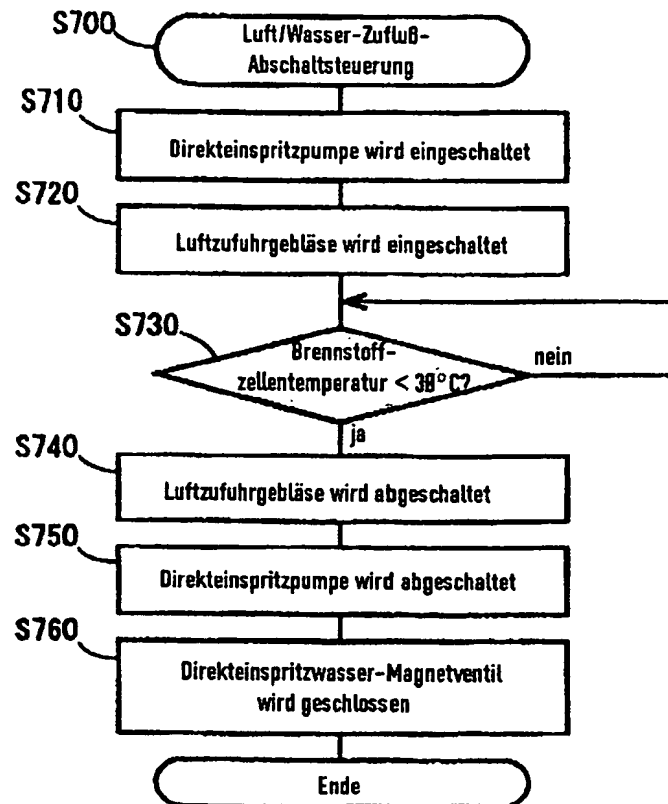 S700
Luft/Wasser-Zufluß-
Abschaltsteuerung
S710
Direkteinspritzpumpe wird eingeschaltet
S720
Luftzufuhrgebläse wird eingeschaltet
S730
Brennstoff-
zellentemperatur < 38°C?
nein
ja
S740
Luftzufuhrgebläse wird abgeschaltet
S750
Direkteinspritzpumpe wird abgeschaltet
S760
Direkteinspritzwasser-Magnetventil
wird geschlossen
Ende